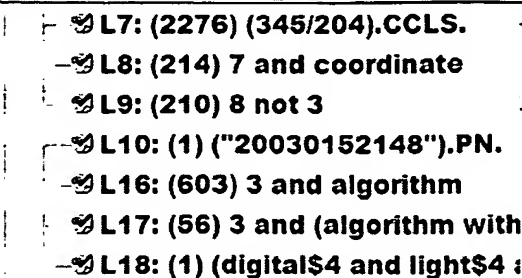 L7: (2276) (345/204).CCLS.
L8: (214) 7 and coordinate
L9: (210) 8 not 3
L10: (1) ("20030152148").PN.
L16: (603) 3 and algorithm
L17: (56) 3 and (algorithm with
L18: (1) (digital$4 and light$4